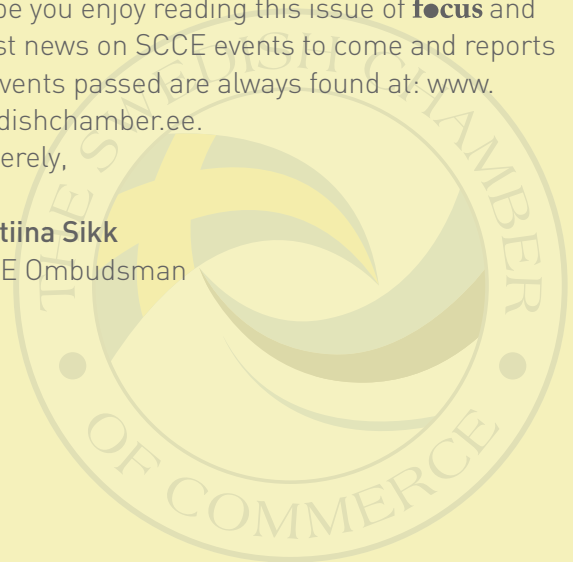 pe you enjoy reading this issue of focus and
st news on SCCE events to come and reports
vents passed are always found at: www.
dishchamber.ee.
erely,
tiina Sikk
E Ombudsman
THE SWEDISH CHAMBER
OF COMMERCE